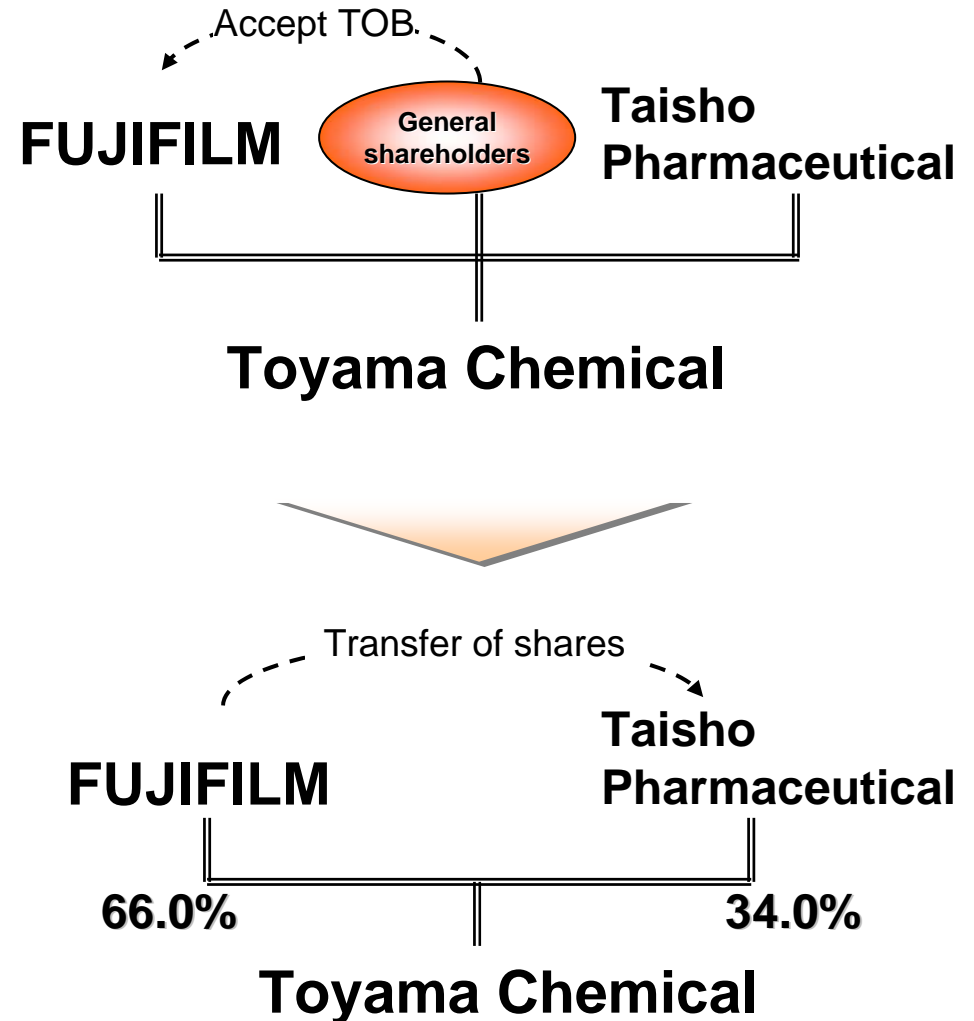 Accept TOB
FUJIFILM
General
shareholders
Taisho
Pharmaceutical
Toyama Chemical
Transfer of shares
FUJIFILM
Taisho
Pharmaceutical
66.0%
34.0%
Toyama Chemical